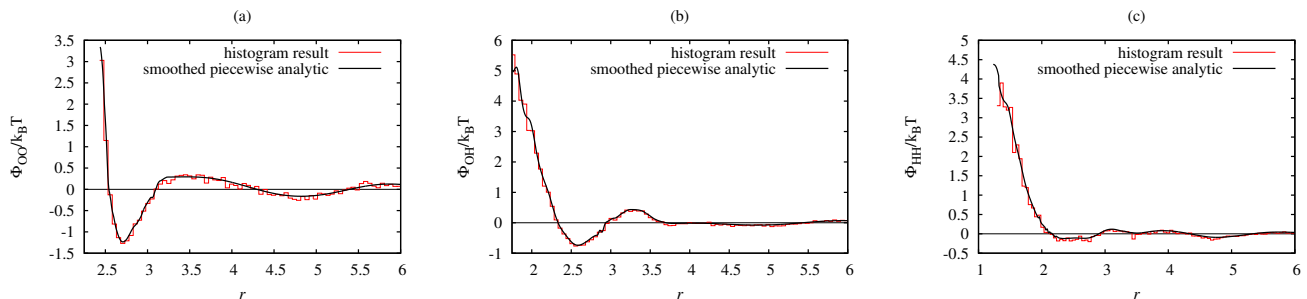 (a)
3.5
3
2.5
2
1.5
1
0.5
0
-0.5
-1
-1.5
2.5 3 3.5 4 4.5 5 5.5 6
Φ_OO/k_BT
r
histogram result
smoothed piecewise analytic
(b)
6
5
4
3
2
1
0
-1
2 2.5 3 3.5 4 4.5 5 5.5 6
Φ_OH/k_BT
r
histogram result
smoothed piecewise analytic
(c)
5
4.5
4
3.5
3
2.5
2
1.5
1
0.5
0
-0.5
1 2 3 4 5 6
Φ_HH/k_BT
r
histogram result
smoothed piecewise analytic